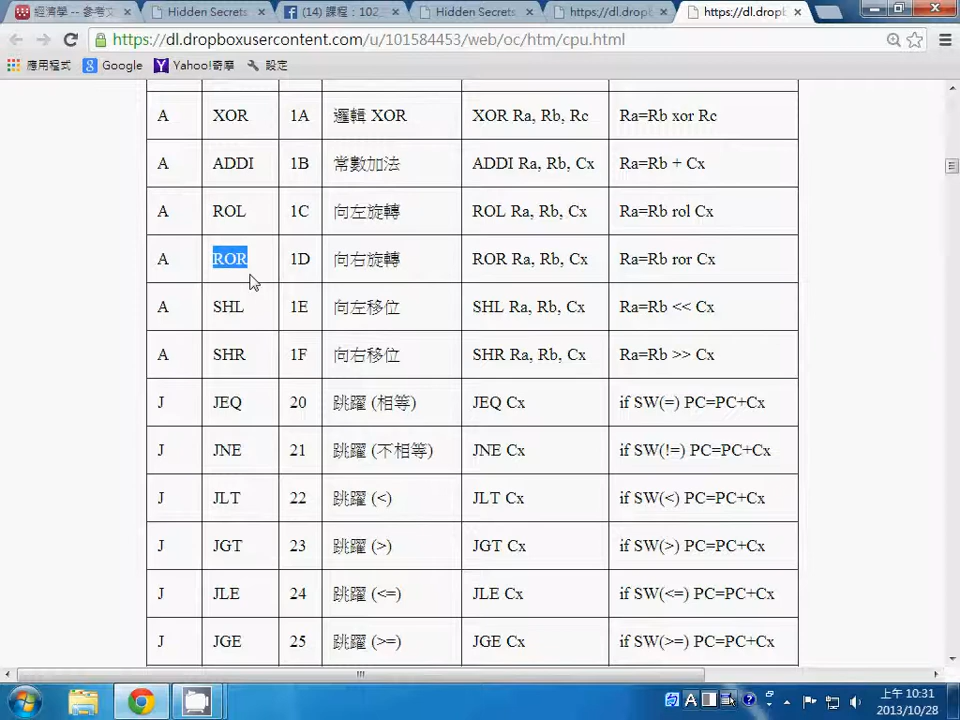 經濟學 -- 參考文
Hidden Secrets
(14) 課程：102_
Hidden Secrets
https://dl.dropb
https://dl.dropb
https://dl.dropboxusercontent.com/u/101584453/web/oc/htm/cpu.html
應用程式 Google Yahoo!奇摩 設定
A XOR 1A 邏輯 XOR XOR Ra, Rb, Rc Ra=Rb xor Rc
A ADDI 1B 常數加法 ADDI Ra, Rb, Cx Ra=Rb + Cx
A ROL 1C 向左旋轉 ROL Ra, Rb, Cx Ra=Rb rol Cx
A ROR 1D 向右旋轉 ROR Ra, Rb, Cx Ra=Rb ror Cx
A SHL 1E 向左移位 SHL Ra, Rb, Cx Ra=Rb << Cx
A SHR 1F 向右移位 SHR Ra, Rb, Cx Ra=Rb >> Cx
J JEQ 20 跳躍 (相等) JEQ Cx if SW(=) PC=PC+Cx
J JNE 21 跳躍 (不相等) JNE Cx if SW(!=) PC=PC+Cx
J JLT 22 跳躍 (<) JLT Cx if SW(<) PC=PC+Cx
J JGT 23 跳躍 (>) JGT Cx if SW(>) PC=PC+Cx
J JLE 24 跳躍 (<=) JLE Cx if SW(<=) PC=PC+Cx
J JGE 25 跳躍 (>=) JGE Cx if SW(>=) PC=PC+Cx
上午 10:31
2013/10/28